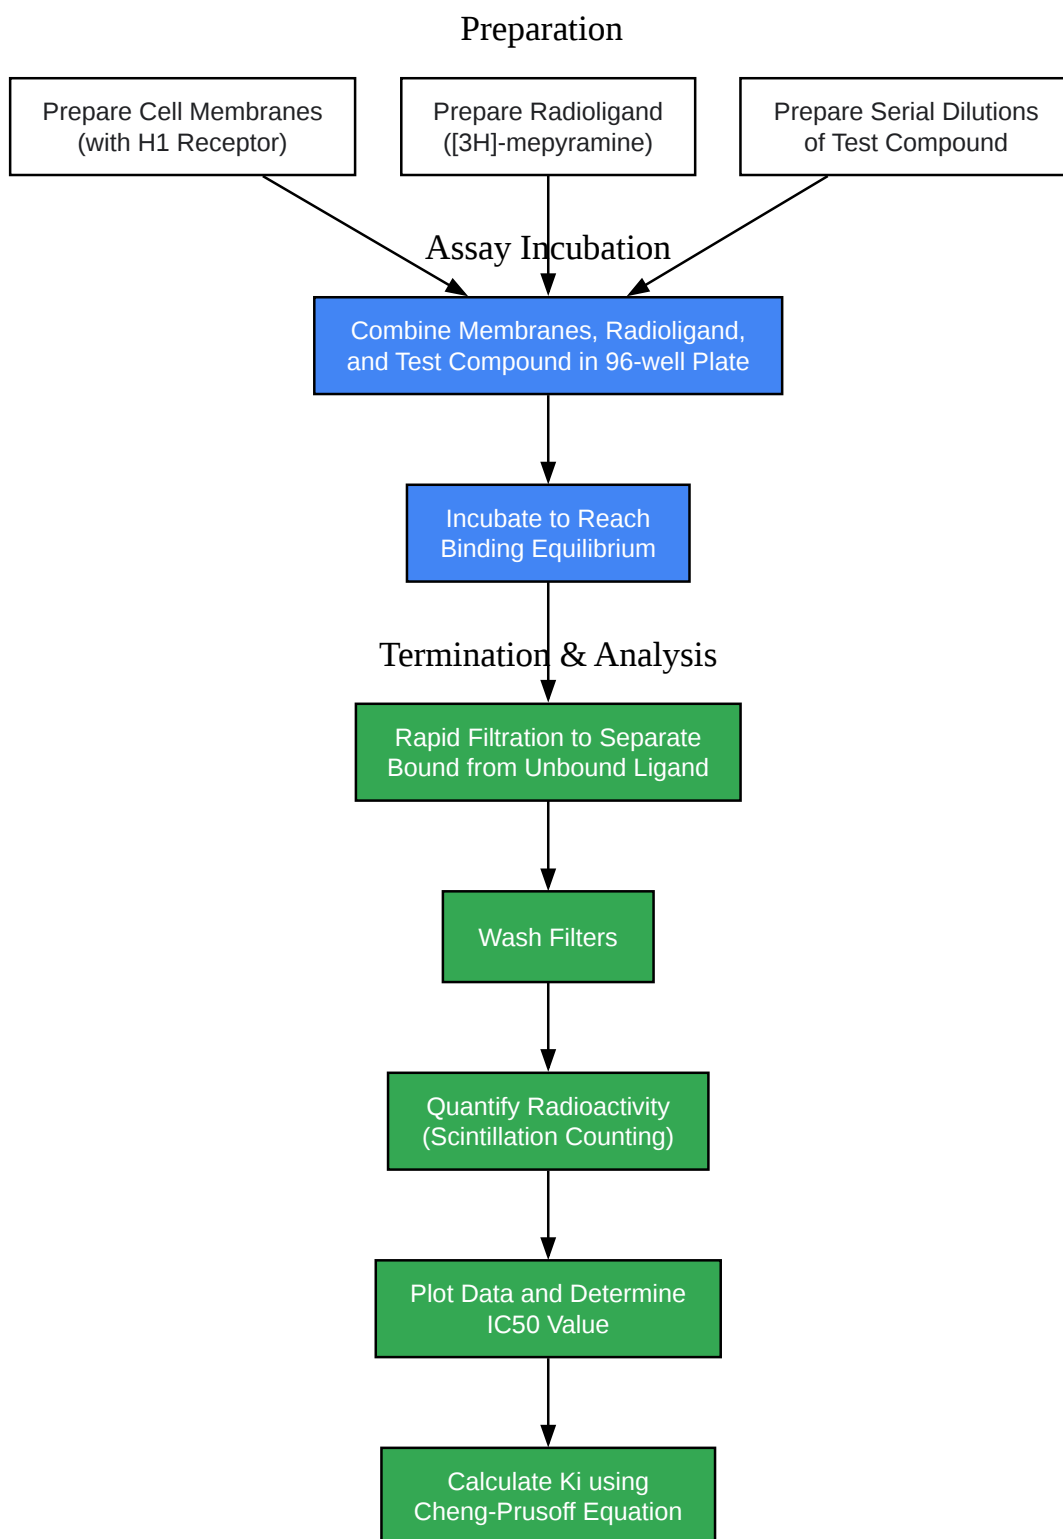 Preparation
Prepare Cell Membranes
(with H1 Receptor)
Prepare Radioligand
([3H]-mepyramine)
Prepare Serial Dilutions
of Test Compound
Assay Incubation
Combine Membranes, Radioligand,
and Test Compound in 96-well Plate
Incubate to Reach
Binding Equilibrium
Termination & Analysis
Rapid Filtration to Separate
Bound from Unbound Ligand
Wash Filters
Quantify Radioactivity
(Scintillation Counting)
Plot Data and Determine
IC50 Value
Calculate Ki using
Cheng-Prusoff Equation